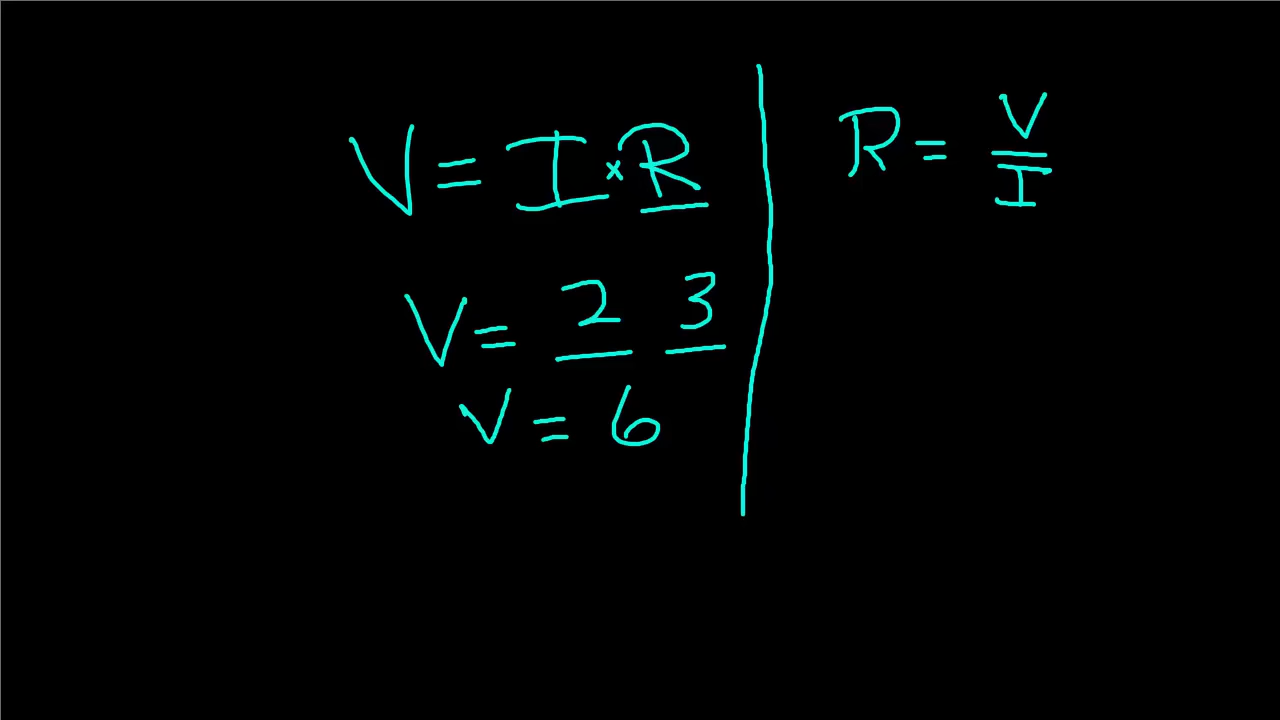 V = I × R
V = 2 3
V = 6
R = V/I